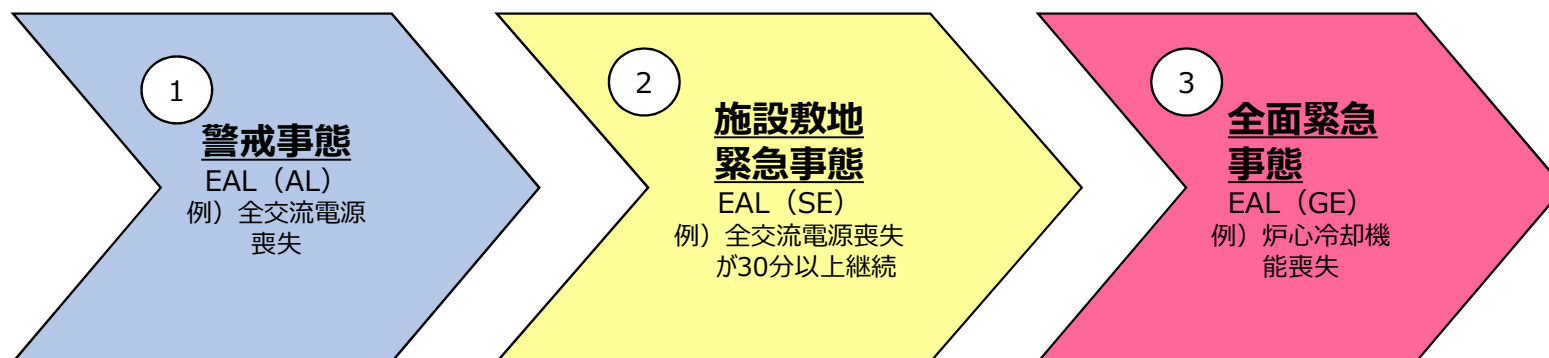 1
警戒事態
EAL（AL）
例）全交流電源
喪失
2
施設敷地
緊急事態
EAL（SE）
例）全交流電源喪失
が30分以上継続
3
全面緊急
事態
EAL（GE）
例）炉心冷却機
能喪失